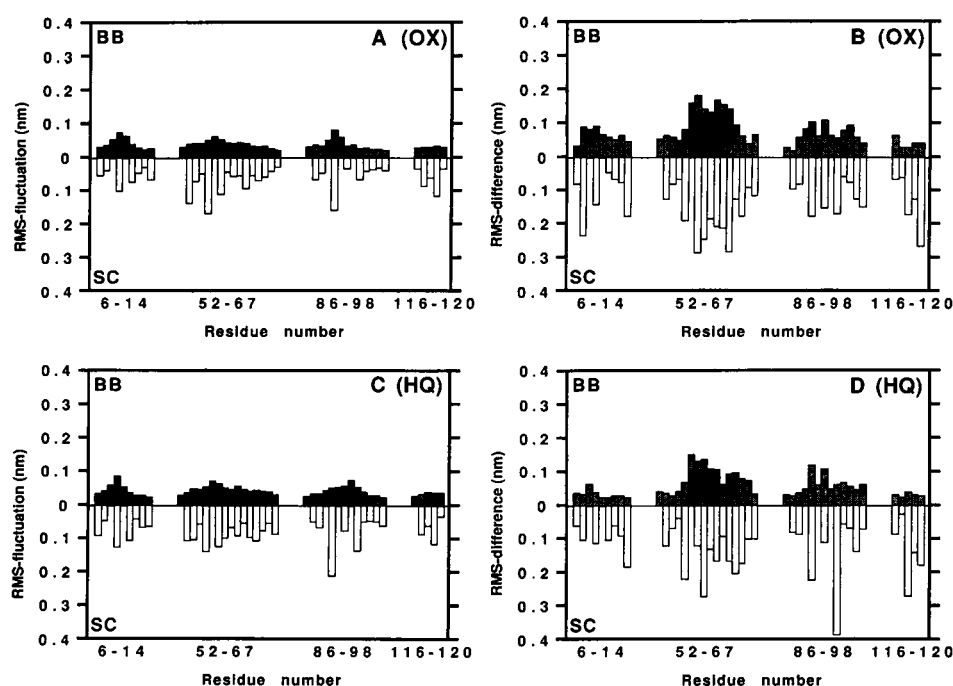 BB
A (OX)
0.4
0.3
0.2
0.1
0
0.1
0.2
0.3
0.4
RMS-fluctuation (nm)
SC
6-14 52-67 86-98 116-120
Residue number
BB
B (OX)
0.4
0.3
0.2
0.1
0
0.1
0.2
0.3
0.4
RMS-difference (nm)
SC
6-14 52-67 86-98 116-120
Residue number
BB
C (HQ)
0.4
0.3
0.2
0.1
0
0.1
0.2
0.3
0.4
RMS-fluctuation (nm)
SC
6-14 52-67 86-98 116-120
Residue number
BB
D (HQ)
0.4
0.3
0.2
0.1
0
0.1
0.2
0.3
0.4
RMS-difference (nm)
SC
6-14 52-67 86-98 116-120
Residue number